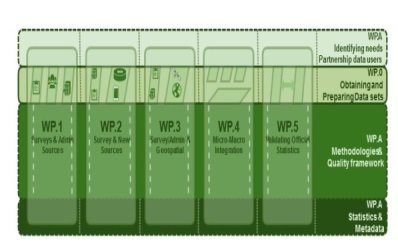 WP.A
Identifying needs
Partnership data users
WP.0
Obtaining and
Preparing Data sets
WP.1
Surveys & Admin
Sources
WP.2
Survey & New
Sources
WP.3
Survey/Admin &
Geospatial
WP.4
Micro-Macro
Integration
WP.5
Validating Official
Statistics
WP.A
Methodologies&
Quality framework
WP.A
Statistics &
Metadata